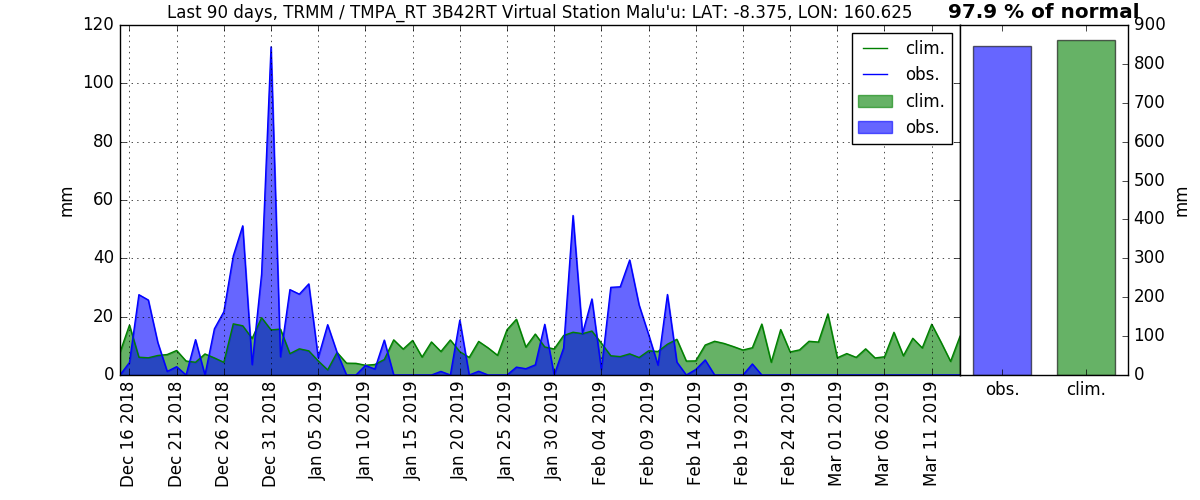 Last 90 days, TRMM / TMPA_RT 3B42RT Virtual Station Malu'u: LAT: -8.375, LON: 160.625
97.9 % of normal
120
100
80
60
40
20
0
mm
clim.
obs.
clim.
obs.
900
800
700
600
500
400
300
200
100
0
mm
Dec 16 2018
Dec 21 2018
Dec 26 2018
Dec 31 2018
Jan 05 2019
Jan 10 2019
Jan 15 2019
Jan 20 2019
Jan 25 2019
Jan 30 2019
Feb 04 2019
Feb 09 2019
Feb 14 2019
Feb 19 2019
Feb 24 2019
Mar 01 2019
Mar 06 2019
Mar 11 2019
obs.
clim.